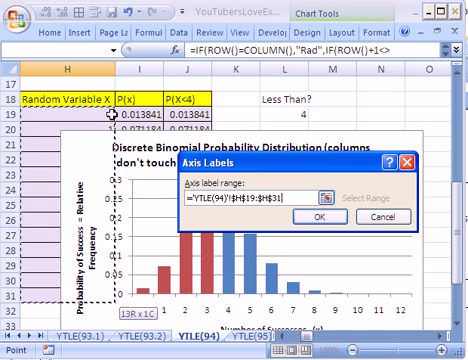 YouTubersLoveEx... Chart Tools
Home Insert Page La Formul Data Review View Develo Add-In Design Layout Format
=IF(ROW()=COLUMN(),"Rad",IF(ROW()+1<>
H I J K L M N O
17
18 Random Variable X P(x) P(X<4) Less Than?
19 0.013841 0.013841 4
20 1 0.071184 0.071184
21 Discrete Binomial Probability Distribution (columns
22 don't touch
23
24
25
26
27
28
29
30
31
32
33
Axis Labels
Axis label range:
='YTLE(94)'!$H$19:$H$31 Select Range
OK Cancel
Probability of Success = Relative
Frequency
0.3
0.25
0.2
0.15
0.1
0.05
0
13R x 1C 1 2 3 4 5 6 7 8 9 10 11 12
Number of Successes (x)
YTLE(93.1) YTLE(93.2) YTLE(94) YTLE(95)
Point 100%